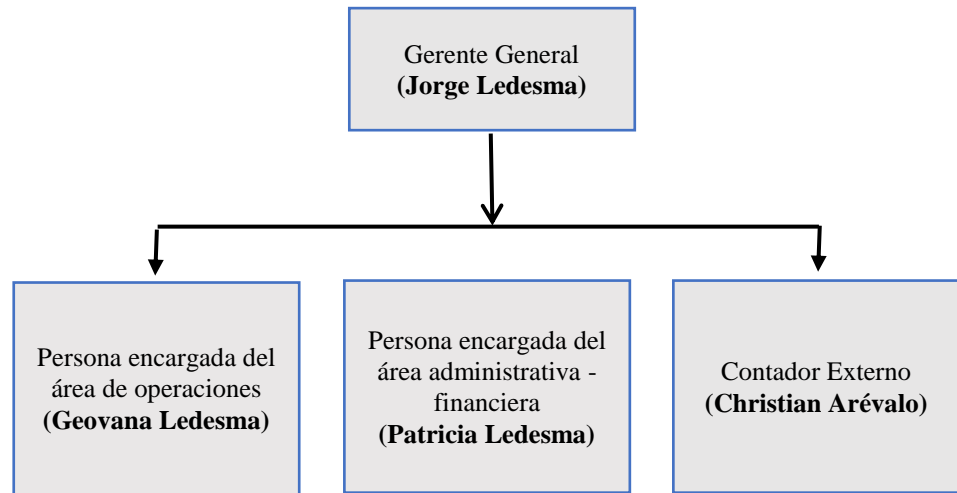 Gerente General
(Jorge Ledesma)
Persona encargada del
área de operaciones
(Geovana Ledesma)
Persona encargada del
área administrativa -
financiera
(Patricia Ledesma)
Contador Externo
(Christian Arévalo)